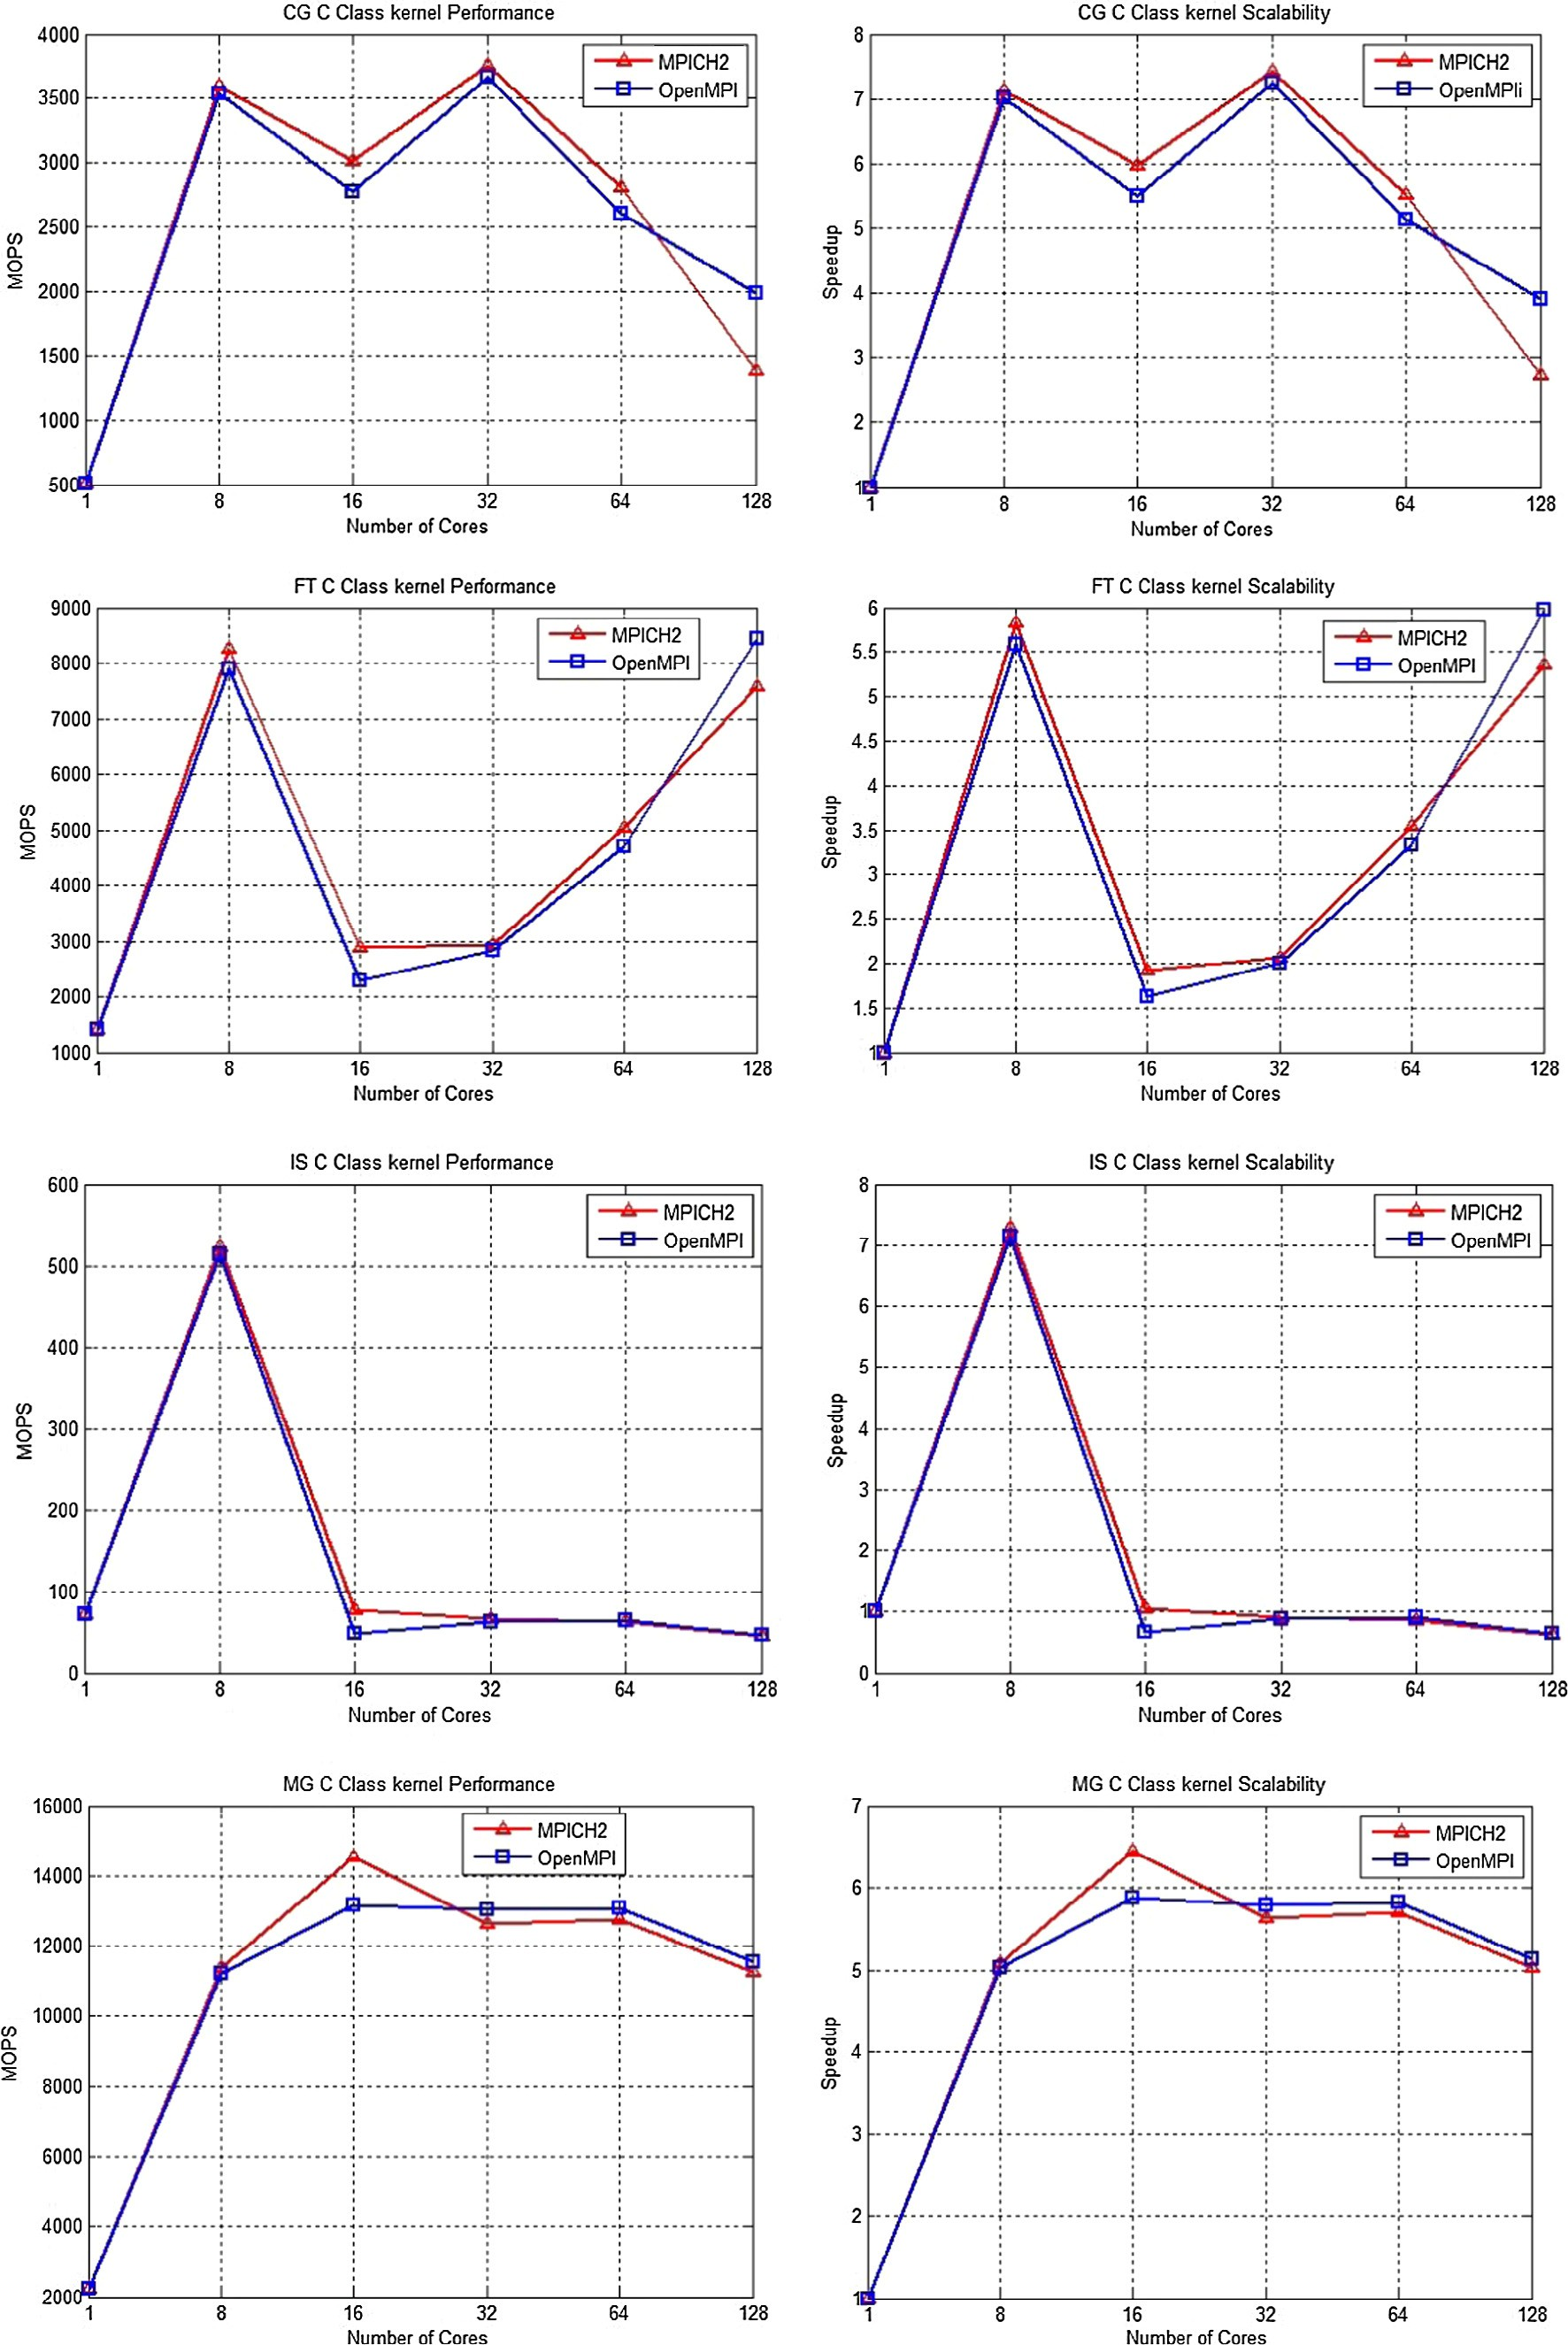 CG C Class kernel Performance
4000
3500
3000
2500
2000
1500
1000
500
MOPS
MPICH2
OpenMPI
1 8 16 32 64 128
Number of Cores
CG C Class kernel Scalability
8
7
6
5
4
3
2
1
Speedup
MPICH2
OpenMPIi
1 8 16 32 64 128
Number of Cores
FT C Class kernel Performance
9000
8000
7000
6000
5000
4000
3000
2000
1000
MOPS
MPICH2
OpenMPI
1 8 16 32 64 128
Number of Cores
FT C Class kernel Scalability
6
5.5
5
4.5
4
3.5
3
2.5
2
1.5
1
Speedup
MPICH2
OpenMPI
1 8 16 32 64 128
Number of Cores
IS C Class kernel Performance
600
500
400
300
200
100
0
MOPS
MPICH2
OpenMPI
1 8 16 32 64 128
Number of Cores
IS C Class kernel Scalability
8
7
6
5
4
3
2
1
0
Speedup
MPICH2
OpenMPI
1 8 16 32 64 128
Number of Cores
MG C Class kernel Performance
16000
14000
12000
10000
8000
6000
4000
2000
MOPS
MPICH2
OpenMPI
1 8 16 32 64 128
Number of Cores
MG C Class kernel Scalability
7
6
5
4
3
2
1
Speedup
MPICH2
OpenMPI
1 8 16 32 64 128
Number of Cores